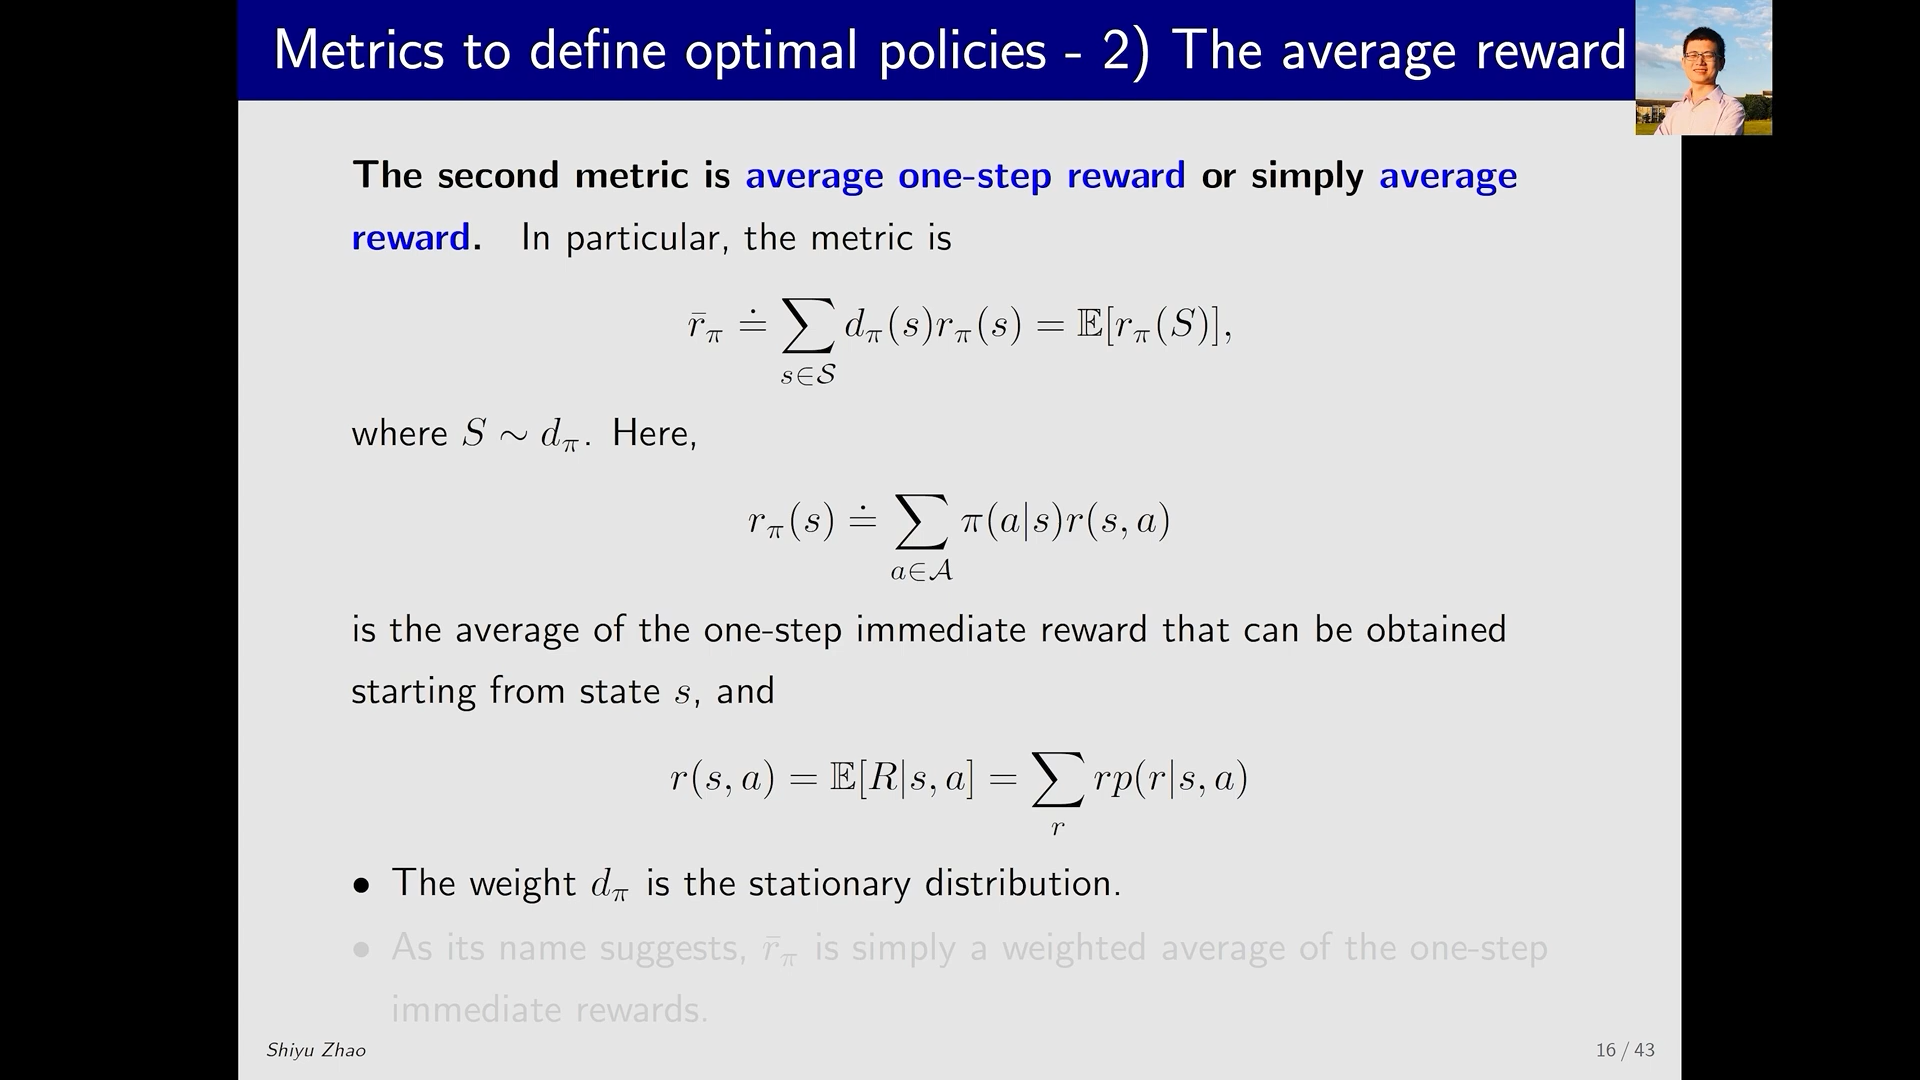 Metrics to define optimal policies - 2) The average reward
The second metric is average one-step reward or simply average
reward. In particular, the metric is
r̄_π ≐ ∑_{s∈𝒮} d_π(s)r_π(s) = 𝔼[r_π(S)],
where S ∼ d_π. Here,
r_π(s) ≐ ∑_{a∈𝒜} π(a|s)r(s, a)
is the average of the one-step immediate reward that can be obtained
starting from state s, and
r(s, a) = 𝔼[R|s, a] = ∑_r rp(r|s, a)
• The weight d_π is the stationary distribution.
• As its name suggests, r̄_π is simply a weighted average of the one-step
immediate rewards.
Shiyu Zhao
16 / 43